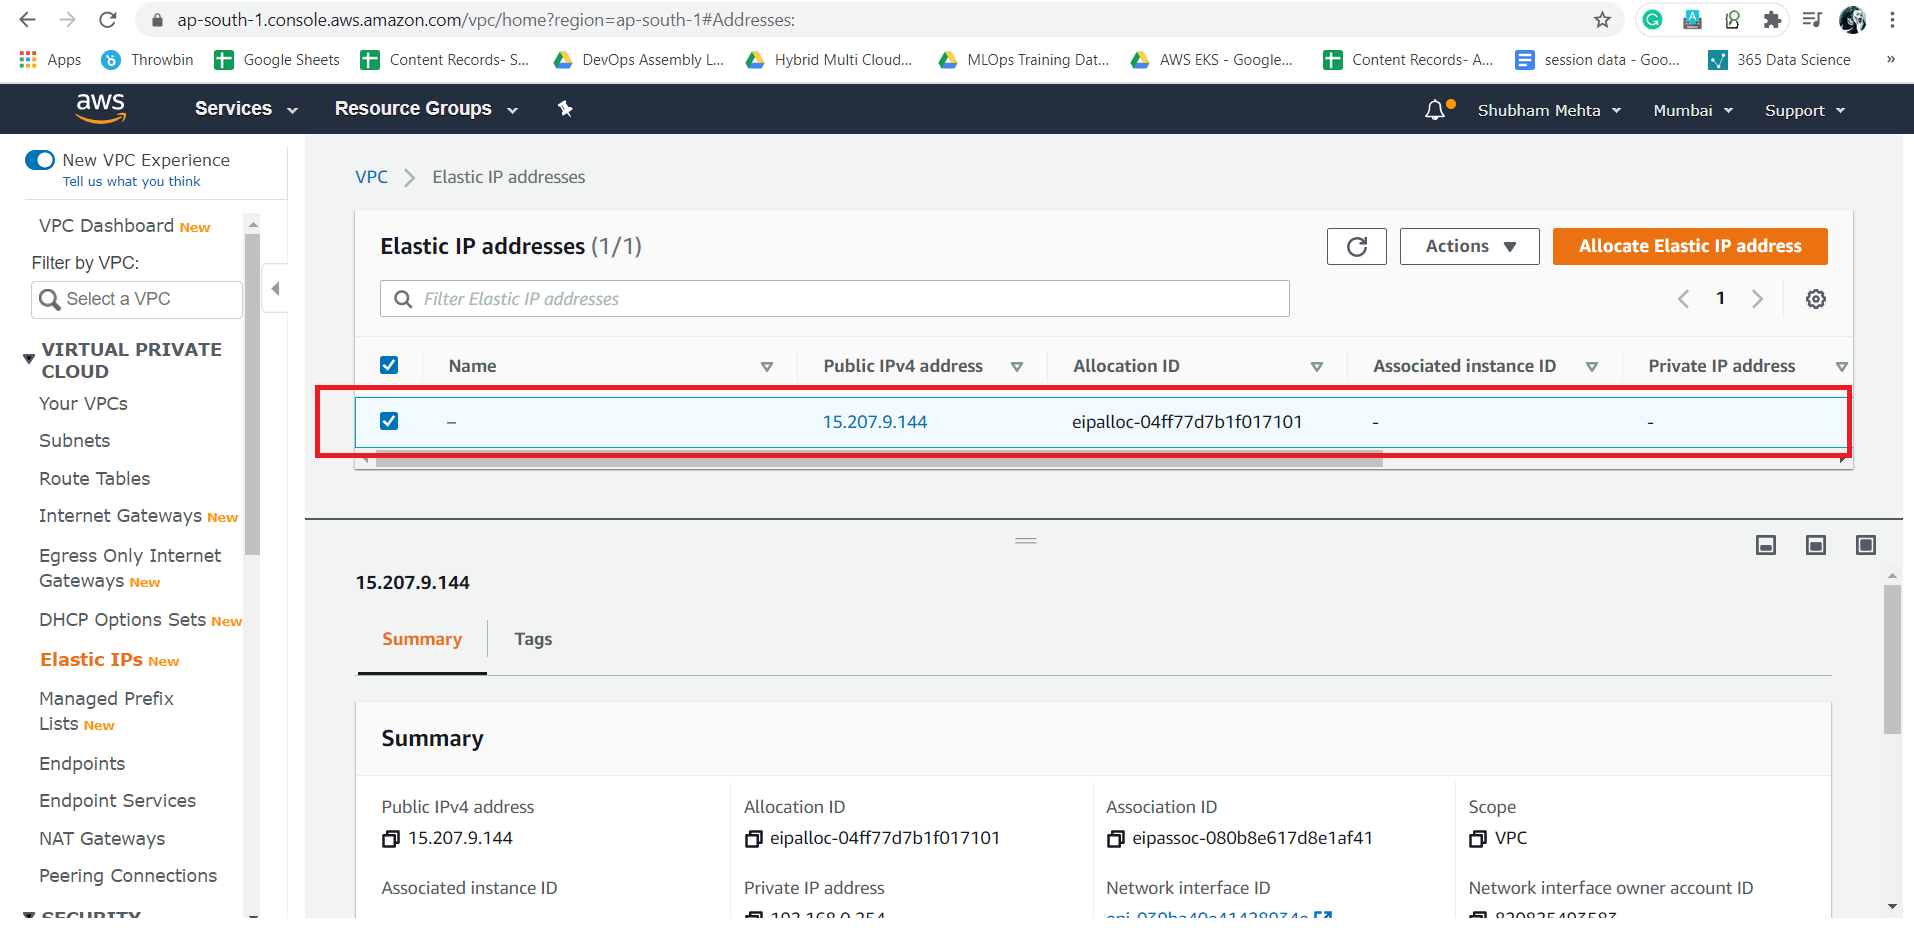 ap-south-1.console.aws.amazon.com/vpc/home?region=ap-south-1#Addresses:
Apps Throwbin Google Sheets Content Records- S... DevOps Assembly L... Hybrid Multi Cloud... MLOps Training Dat... AWS EKS - Google... Content Records- A... session data - Goo... 365 Data Science »
aws Services Resource Groups Shubham Mehta Mumbai Support
New VPC Experience
Tell us what you think
VPC Dashboard New
Filter by VPC:
Select a VPC
VIRTUAL PRIVATE
CLOUD
Your VPCs
Subnets
Route Tables
Internet Gateways New
Egress Only Internet
Gateways New
DHCP Options Sets New
Elastic IPs New
Managed Prefix
Lists New
Endpoints
Endpoint Services
NAT Gateways
Peering Connections
SECURITY
VPC Elastic IP addresses
Elastic IP addresses (1/1) Actions Allocate Elastic IP address
Filter Elastic IP addresses 1
Name Public IPv4 address Allocation ID Associated instance ID Private IP address
– 15.207.9.144 eipalloc-04ff77d7b1f017101 - -
15.207.9.144
Summary Tags
Summary
Public IPv4 address Allocation ID Association ID Scope
15.207.9.144 eipalloc-04ff77d7b1f017101 eipassoc-080b8e617d8e1af41 VPC
Associated instance ID Private IP address Network interface ID Network interface owner account ID
192.168.0.254